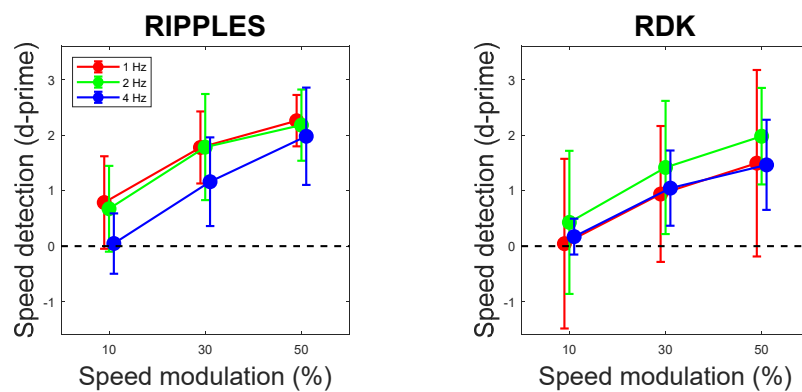 RIPPLES
Speed detection (d-prime)
3
2
1
0
-1
1 Hz
2 Hz
4 Hz
10
30
50
Speed modulation (%)
RDK
Speed detection (d-prime)
3
2
1
0
-1
10
30
50
Speed modulation (%)